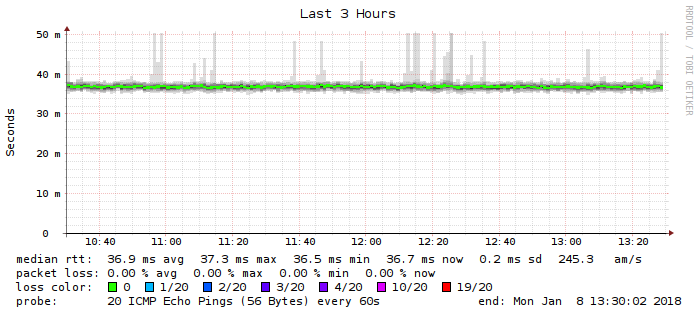 Last 3 Hours
RRDTOOL / TOBI OETIKER
Seconds
50 m
40 m
30 m
20 m
10 m
0
10:40 11:00 11:20 11:40 12:00 12:20 12:40 13:00 13:20
median rtt: 36.9 ms avg 37.3 ms max 36.5 ms min 36.7 ms now 0.2 ms sd 245.3 am/s
packet loss: 0.00 % avg 0.00 % max 0.00 % min 0.00 % now
loss color: 0 1/20 2/20 3/20 4/20 10/20 19/20
probe: 20 ICMP Echo Pings (56 Bytes) every 60s end: Mon Jan 8 13:30:02 2018